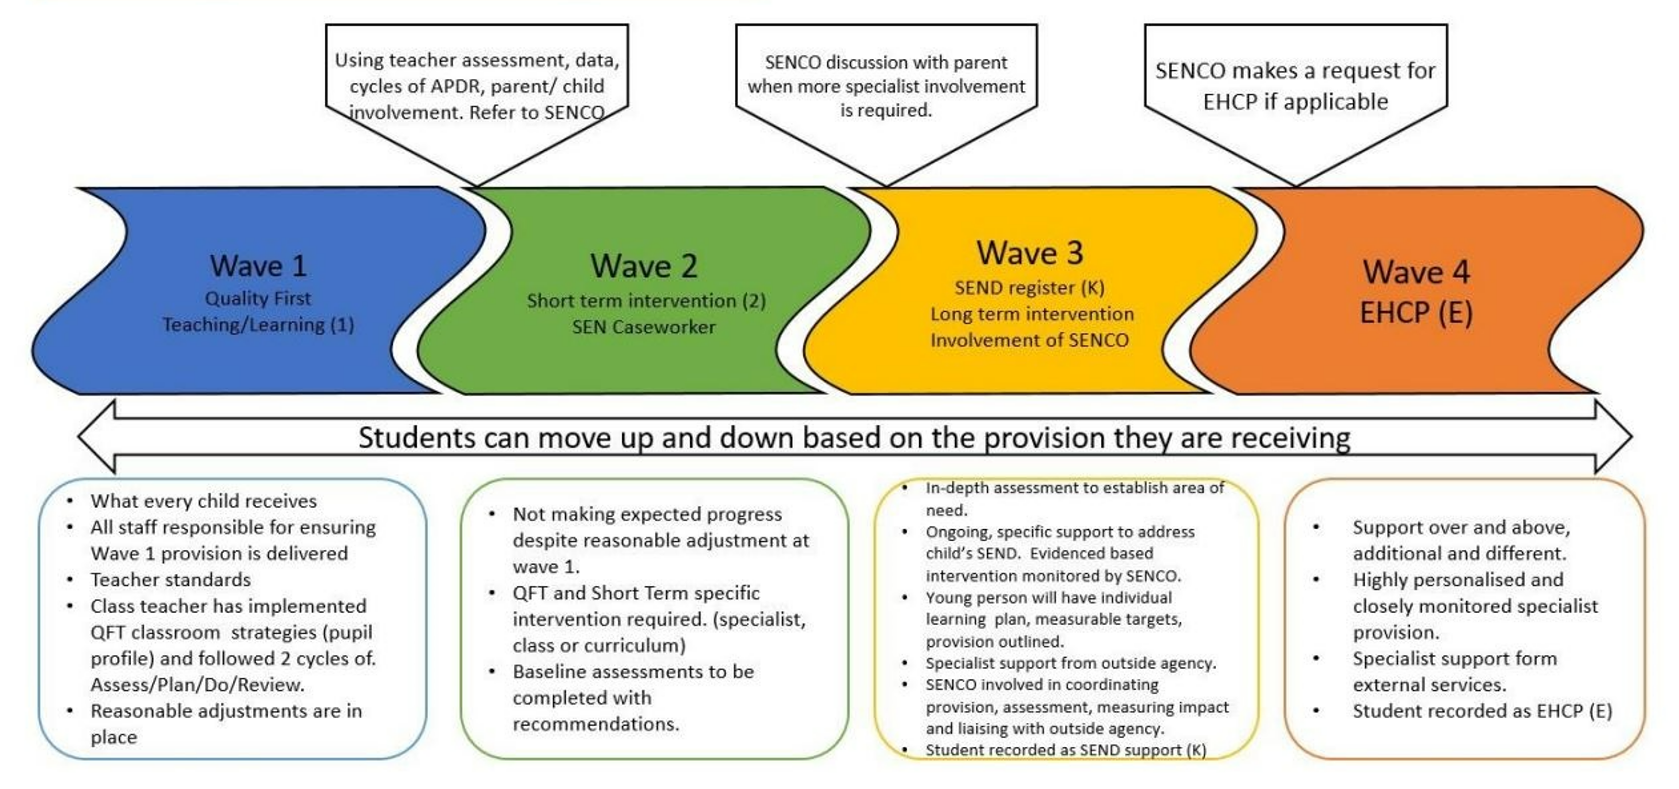 Using teacher assessment, data,
cycles of APDR, parent/ child
involvement. Refer to SENCO
SENCO discussion with parent
when more specialist involvement
is required.
SENCO makes a request for
EHCP if applicable
Wave 1
Quality First
Teaching/Learning (1)
Wave 2
Short term intervention (2)
SEN Caseworker
Wave 3
SEND register (K)
Long term intervention
Involvement of SENCO
Wave 4
EHCP (E)
Students can move up and down based on the provision they are receiving
• What every child receives
• All staff responsible for ensuring
Wave 1 provision is delivered
• Teacher standards
• Class teacher has implemented
QFT classroom strategies (pupil
profile) and followed 2 cycles of.
Assess/Plan/Do/Review.
• Reasonable adjustments are in
place
• Not making expected progress
despite reasonable adjustment at
wave 1.
• QFT and Short Term specific
intervention required. (specialist,
class or curriculum)
• Baseline assessments to be
completed with
recommendations.
• In-depth assessment to establish area of
need.
• Ongoing, specific support to address
child's SEND. Evidenced based
intervention monitored by SENCO.
• Young person will have individual
learning plan, measurable targets,
provision outlined.
• Specialist support from outside agency.
• SENCO involved in coordinating
provision, assessment, measuring impact
and liaising with outside agency.
• Student recorded as SEND support (K)
• Support over and above,
additional and different.
• Highly personalised and
closely monitored specialist
provision.
• Specialist support form
external services.
• Student recorded as EHCP (E)